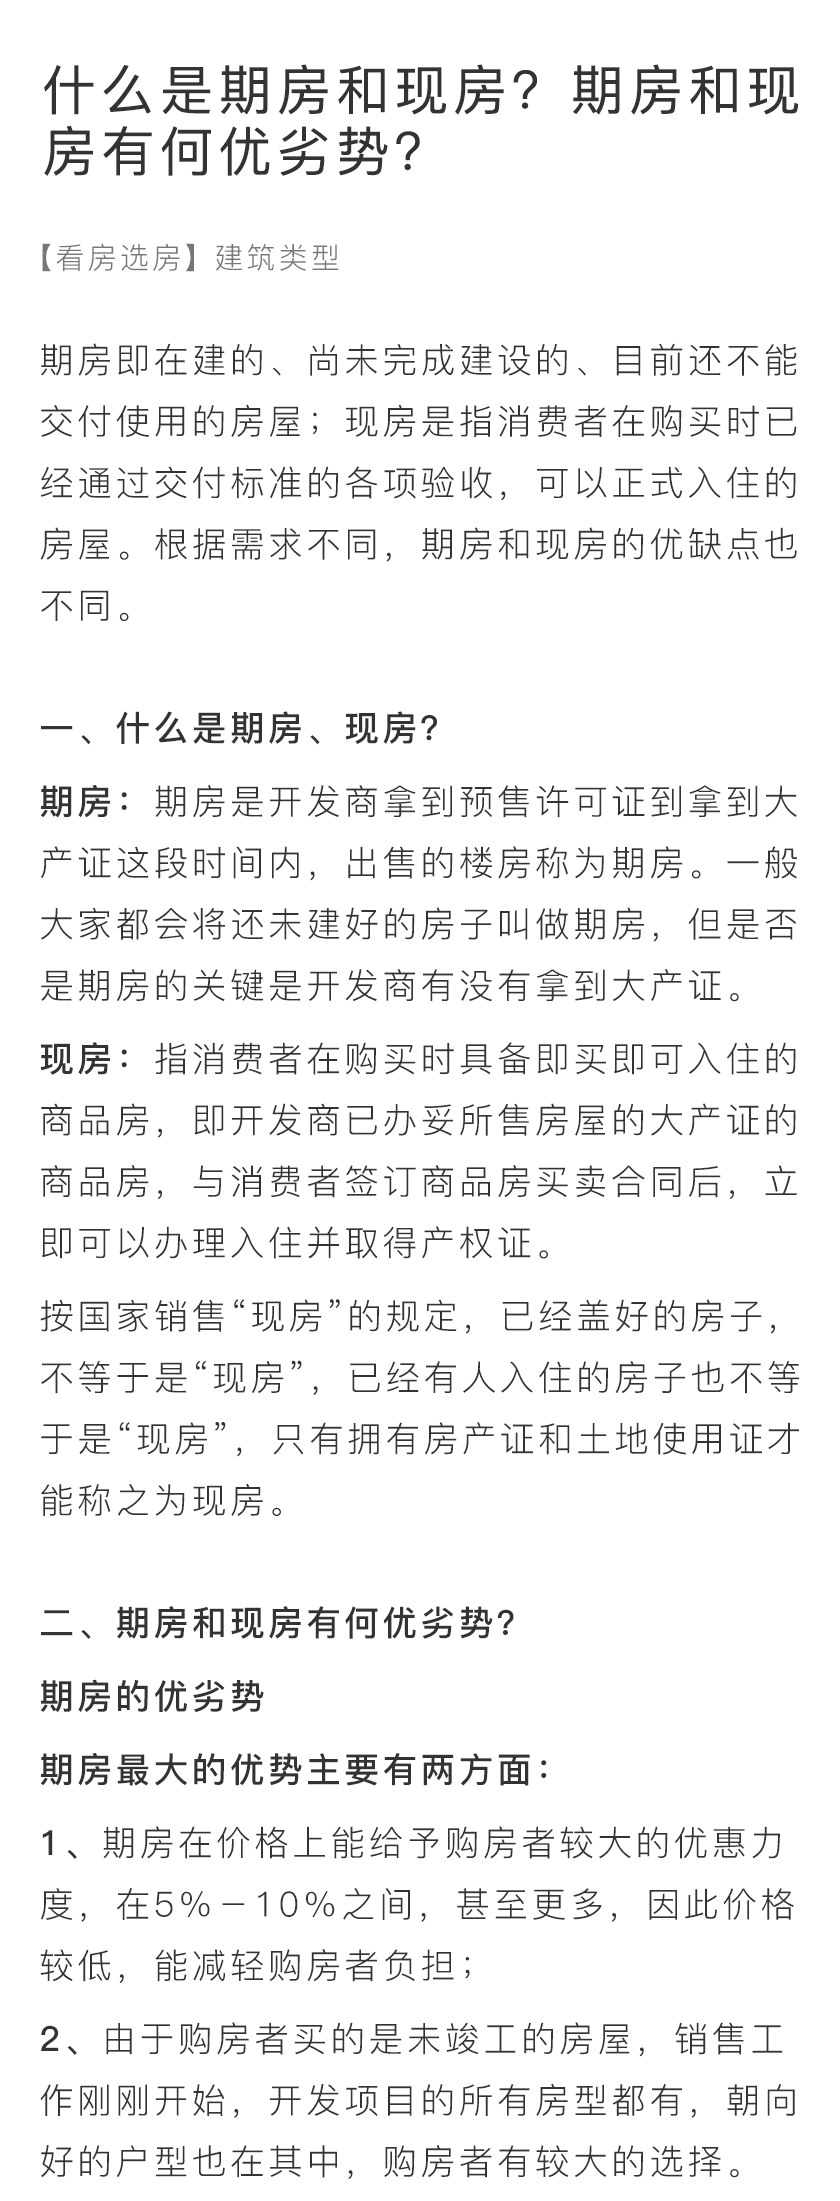 什么是期房和现房？期房和现
房有何优劣势？
【看房选房】建筑类型
期房即在建的、尚未完成建设的、目前还不能
交付使用的房屋；现房是指消费者在购买时已
经通过交付标准的各项验收，可以正式入住的
房屋。根据需求不同，期房和现房的优缺点也
不同。
一、什么是期房、现房？
期房：期房是开发商拿到预售许可证到拿到大
产证这段时间内，出售的楼房称为期房。一般
大家都会将还未建好的房子叫做期房，但是否
是期房的关键是开发商有没有拿到大产证。
现房：指消费者在购买时具备即买即可入住的
商品房，即开发商已办妥所售房屋的大产证的
商品房，与消费者签订商品房买卖合同后，立
即可以办理入住并取得产权证。
按国家销售“现房”的规定，已经盖好的房子，
不等于是“现房”，已经有人入住的房子也不等
于是“现房”，只有拥有房产证和土地使用证才
能称之为现房。
二、期房和现房有何优劣势？
期房的优劣势
期房最大的优势主要有两方面：
1、期房在价格上能给予购房者较大的优惠力
度，在5%－10%之间，甚至更多，因此价格
较低，能减轻购房者负担；
2、由于购房者买的是未竣工的房屋，销售工
作刚刚开始，开发项目的所有房型都有，朝向
好的户型也在其中，购房者有较大的选择。